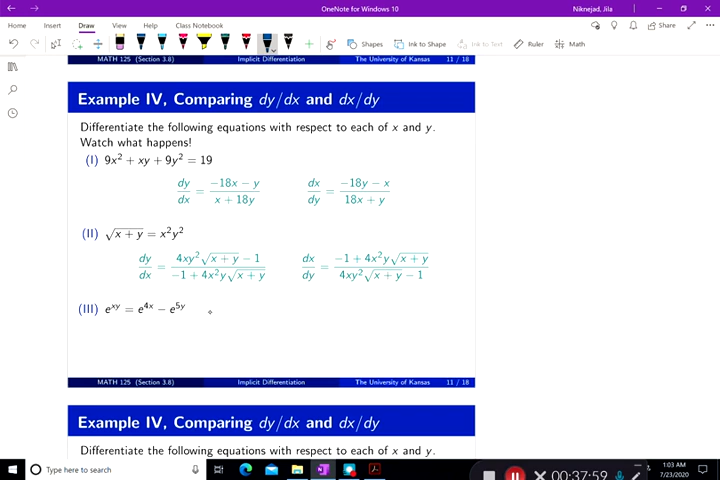 OneNote for Windows 10
Niknejad, Jila
Home Insert Draw View Help Class Notebook
Share
Shapes Ink to Shape Ink to Text Ruler Math
MATH 125 (Section 3.8) Implicit Differentiation The University of Kansas 11 / 18
Example IV, Comparing dy/dx and dx/dy
Differentiate the following equations with respect to each of x and y.
Watch what happens!
(I) 9x² + xy + 9y² = 19
dy/dx = (−18x − y)/(x + 18y) dx/dy = (−18y − x)/(18x + y)
(II) √(x + y) = x²y²
dy/dx = (4xy²√(x + y) − 1)/(−1 + 4x²y√(x + y)) dx/dy = (−1 + 4x²y√(x + y))/(4xy²√(x + y) − 1)
(III) e^{xy} = e^{4x} − e^{5y}
MATH 125 (Section 3.8) Implicit Differentiation The University of Kansas 11 / 18
Example IV, Comparing dy/dx and dx/dy
Differentiate the following equations with respect to each of x and y.
Type here to search
00:37:59
1:03 AM
7/23/2020